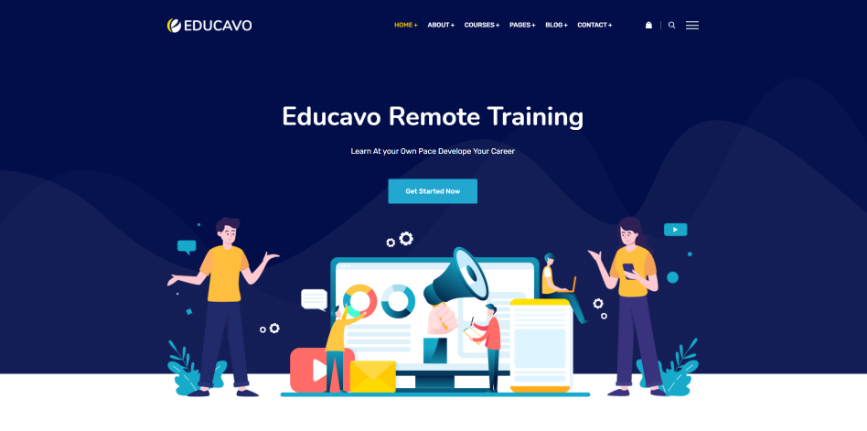 EDUCAVO
HOME + ABOUT + COURSES + PAGES + BLOG + CONTACT +
Educavo Remote Training
Learn At your Own Pace Develope Your Career
Get Started Now